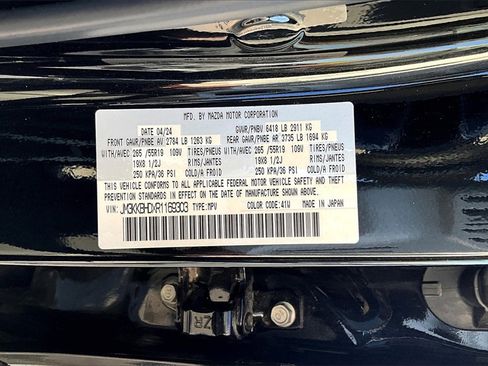 MFD. BY MAZDA MOTOR CORPORATION
DATE 04/24 GVWR/PNBV 6418 LB 2911 KG
FRONT GAWR/PNBE AV 2784 LB 1263 KG REAR GAWR/PNBE AR 3735 LB 1694 KG
WITH/AVEC 265/55R19 109V TIRES/PNEUS WITH/AVEC 265/55R19 109V TIRES/PNEUS
19X8 1/2J RIMS/JANTES 19X8 1/2J RIMS/JANTES
250 KPA/36 PSI COLD/A FROID 250 KPA/36 PSI COLD/A FROID
THIS VEHICLE CONFORMS TO ALL APPLICABLE FEDERAL MOTOR VEHICLE SAFETY AND
BUMPER STANDARDS IN EFFECT ON THE DATE OF MANUFACTURE SHOWN ABOVE.
VIN: JM3KKBHDXR1169303 TYPE: MPV COLOR CODE: 41W MADE IN JAPAN
ZR